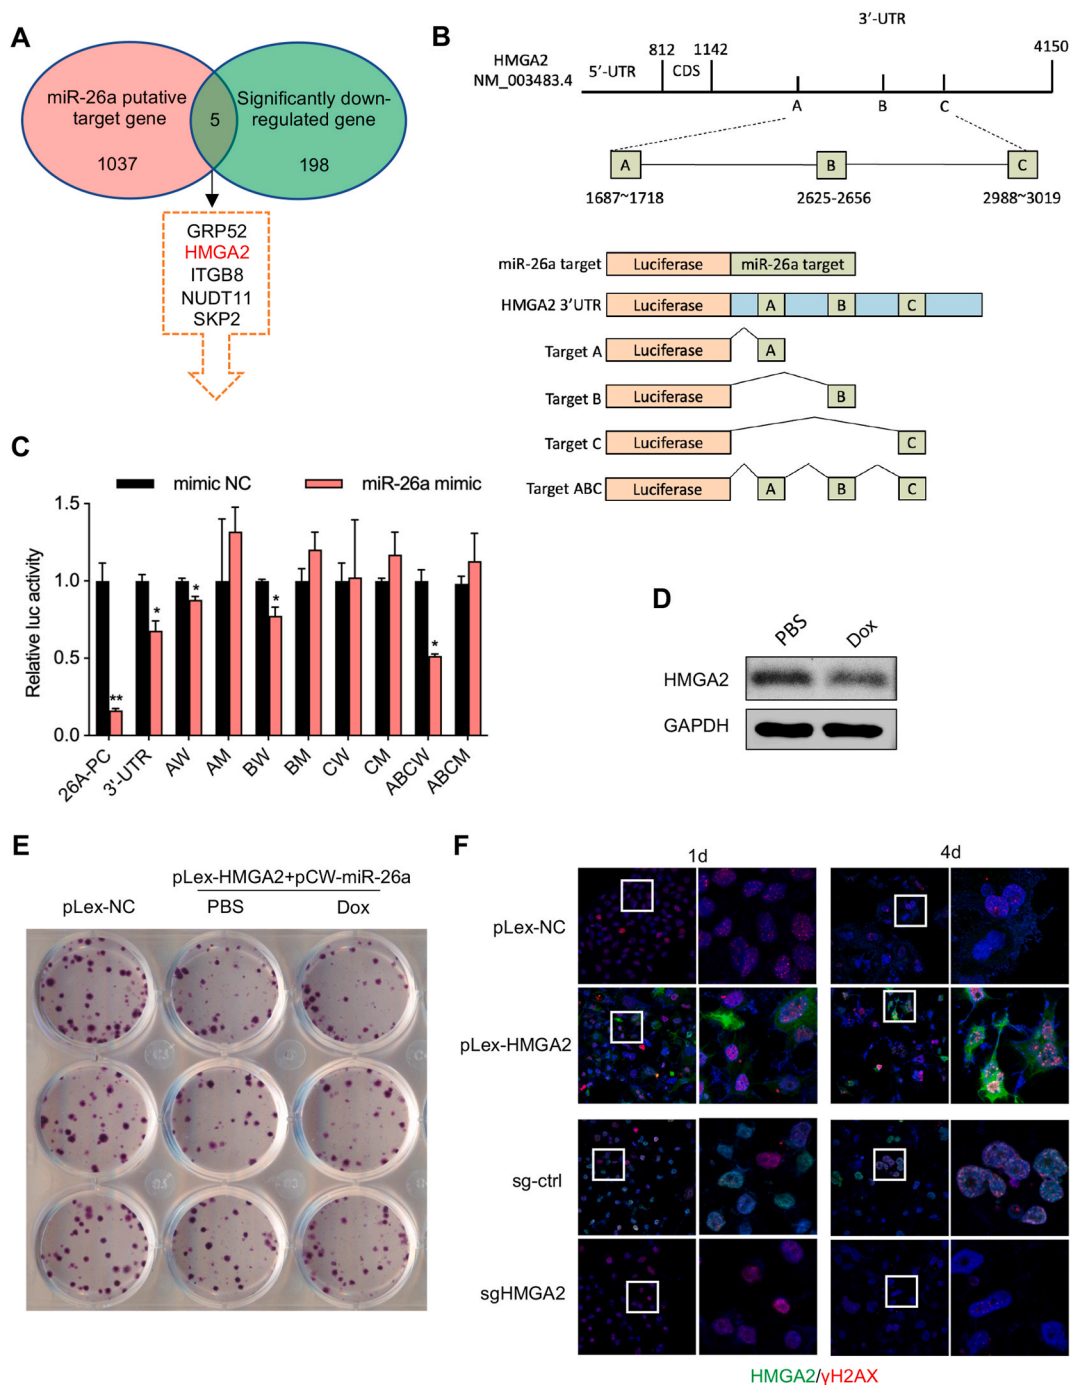 A
miR-26a putative
target gene
1037
5
Significantly down-
regulated gene
198
GRP52
HMGA2
ITGB8
NUDT11
SKP2
B
3′-UTR
HMGA2
NM_003483.4
5′-UTR
812
CDS
1142
4150
A
B
C
A
B
C
1687~1718
2625-2656
2988~3019
miR-26a target
Luciferase
miR-26a target
HMGA2 3′UTR
Luciferase
A
B
C
Target A
Luciferase
A
Target B
Luciferase
B
Target C
Luciferase
C
Target ABC
Luciferase
A
B
C
C
mimic NC
miR-26a mimic
Relative luc activity
1.5
1.0
0.5
0.0
**
*
*
*
*
26A-PC
3'-UTR
AW
AM
BW
BM
CW
CM
ABCW
ABCM
D
PBS
Dox
HMGA2
GAPDH
E
pLex-HMGA2+pCW-miR-26a
pLex-NC
PBS
Dox
F
1d
4d
pLex-NC
pLex-HMGA2
sg-ctrl
sgHMGA2
HMGA2/γH2AX